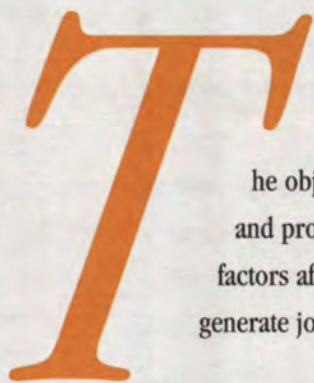 The obj
and pro
factors af
generate jo